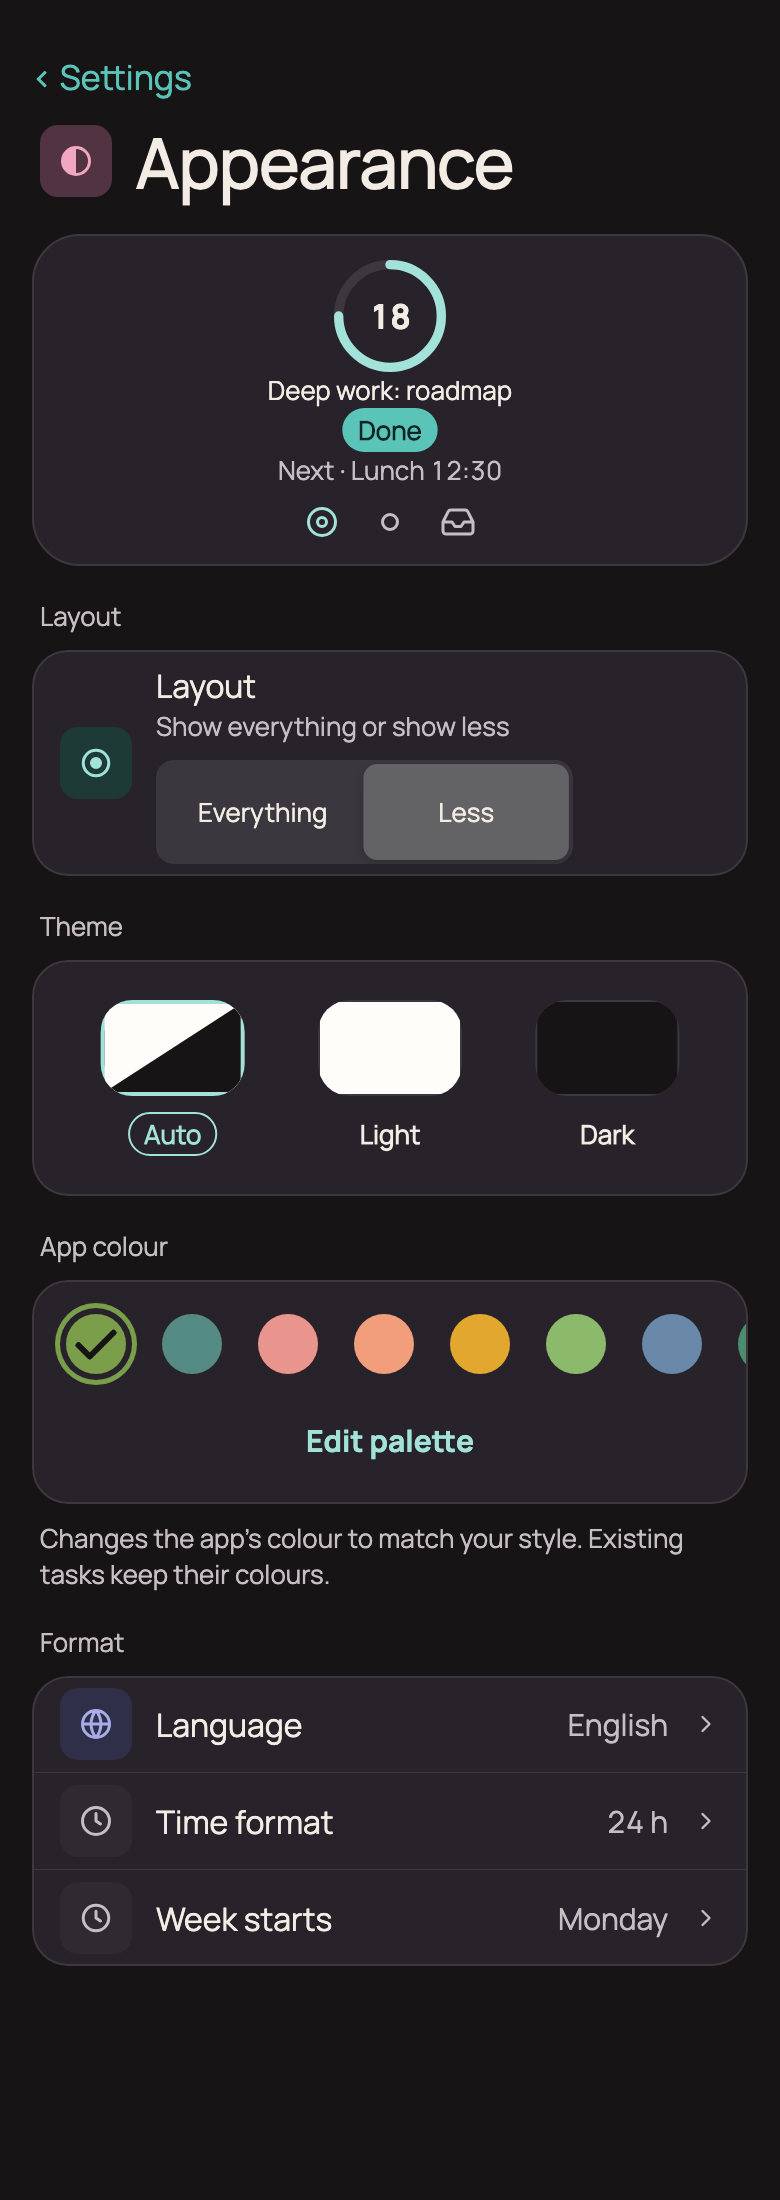 Settings
Appearance
18
Deep work: roadmap
Done
Next · Lunch 12:30
Layout
Layout
Show everything or show less
Everything
Less
Theme
Auto
Light
Dark
App colour
Edit palette
Changes the app’s colour to match your style. Existing
tasks keep their colours.
Format
Language
English
Time format
24 h
Week starts
Monday